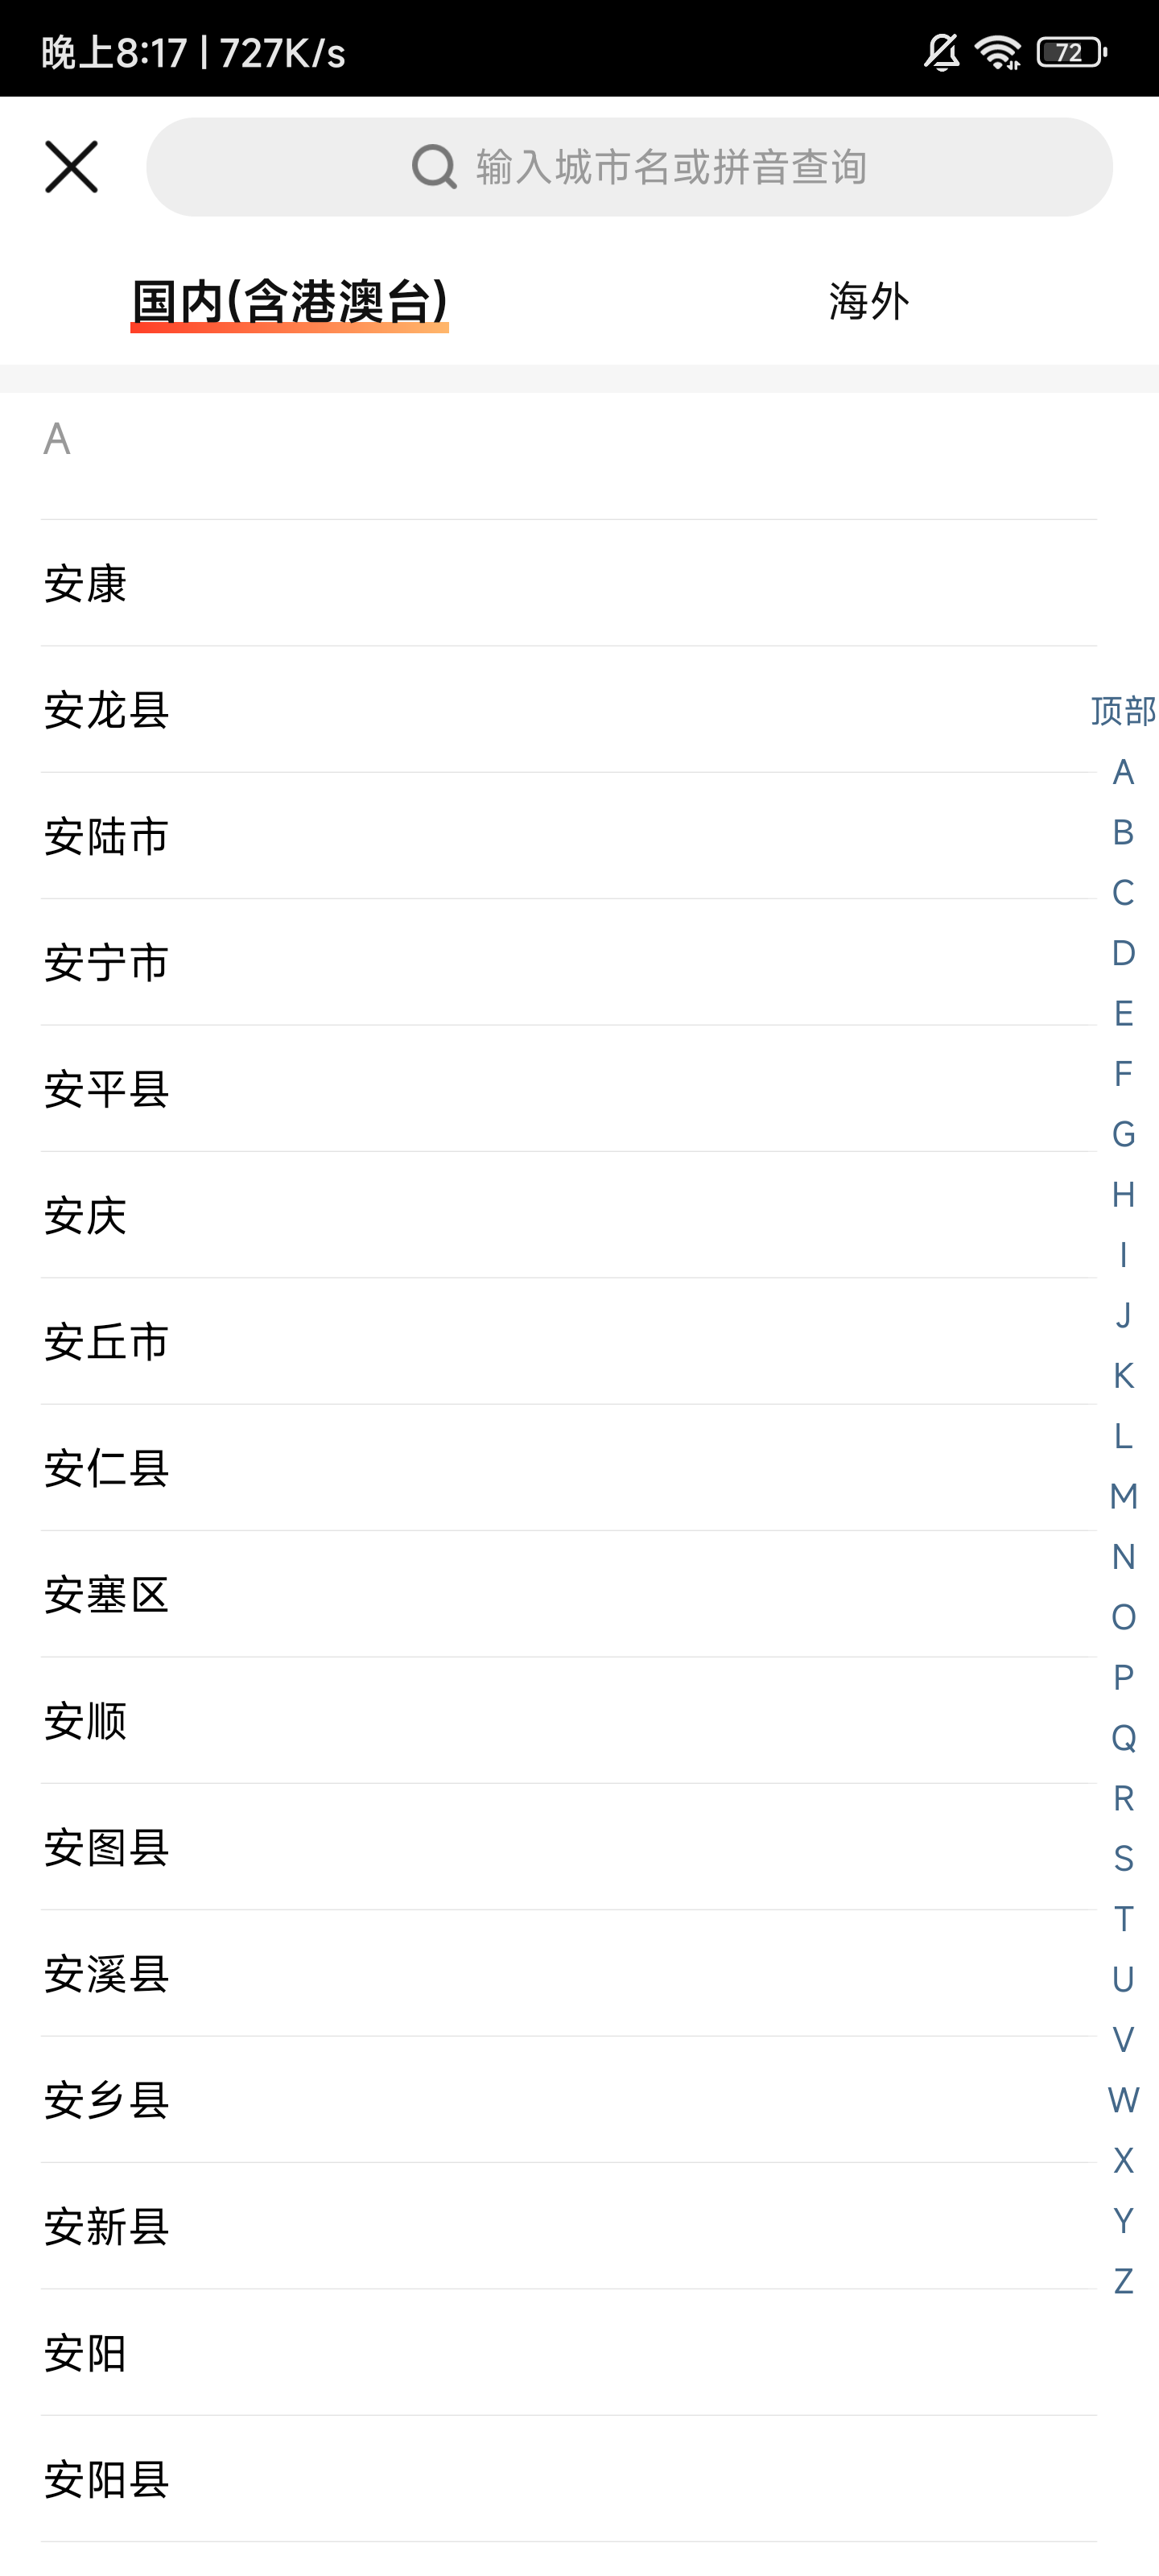 晚上8:17 | 727K/s
72
输入城市名或拼音查询
国内(含港澳台)
海外
A
安康
安龙县
安陆市
安宁市
安平县
安庆
安丘市
安仁县
安塞区
安顺
安图县
安溪县
安乡县
安新县
安阳
安阳县
顶部
A
B
C
D
E
F
G
H
I
J
K
L
M
N
O
P
Q
R
S
T
U
V
W
X
Y
Z